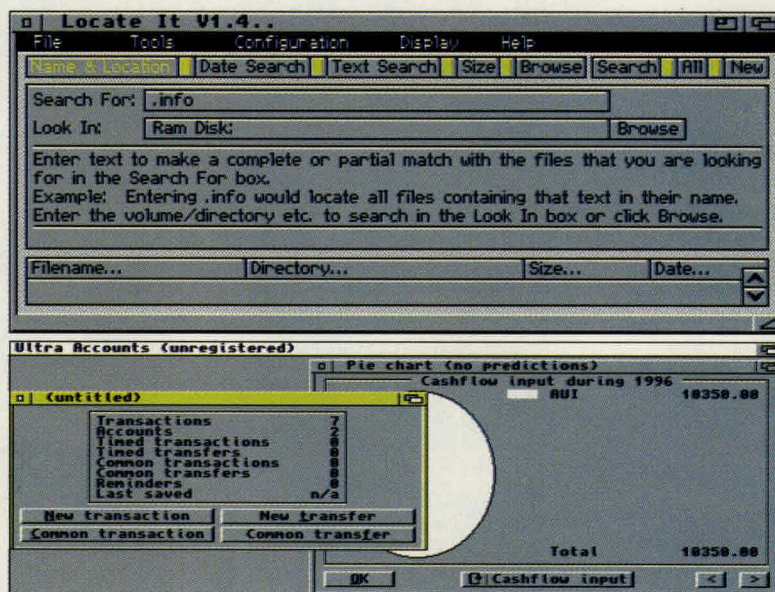 Locate It V1.4..
File Tools Configuration Display Help
Name & Location Date Search Text Search Size Browse Search All New
Search For: .info
Look In: Ram Disk: Browse
Enter text to make a complete or partial match with the files that you are looking
for in the Search For box.
Example: Entering .info would locate all files containing that text in their name.
Enter the volume/directory etc. to search in the Look In box or click Browse.
Filename... Directory... Size... Date...
Ultra Accounts (unregistered)
Pie chart (no predictions)
Cashflow input during 1996
AUI 10350.00
(untitled)
Transactions 7
Accounts 2
Timed transactions 0
Timed transfers 0
Common transactions 0
Common transfers 0
Reminders 0
Last saved n/a
New transaction New transfer
Common transaction Common transfer
Total 10350.00
OK Cashflow input < >